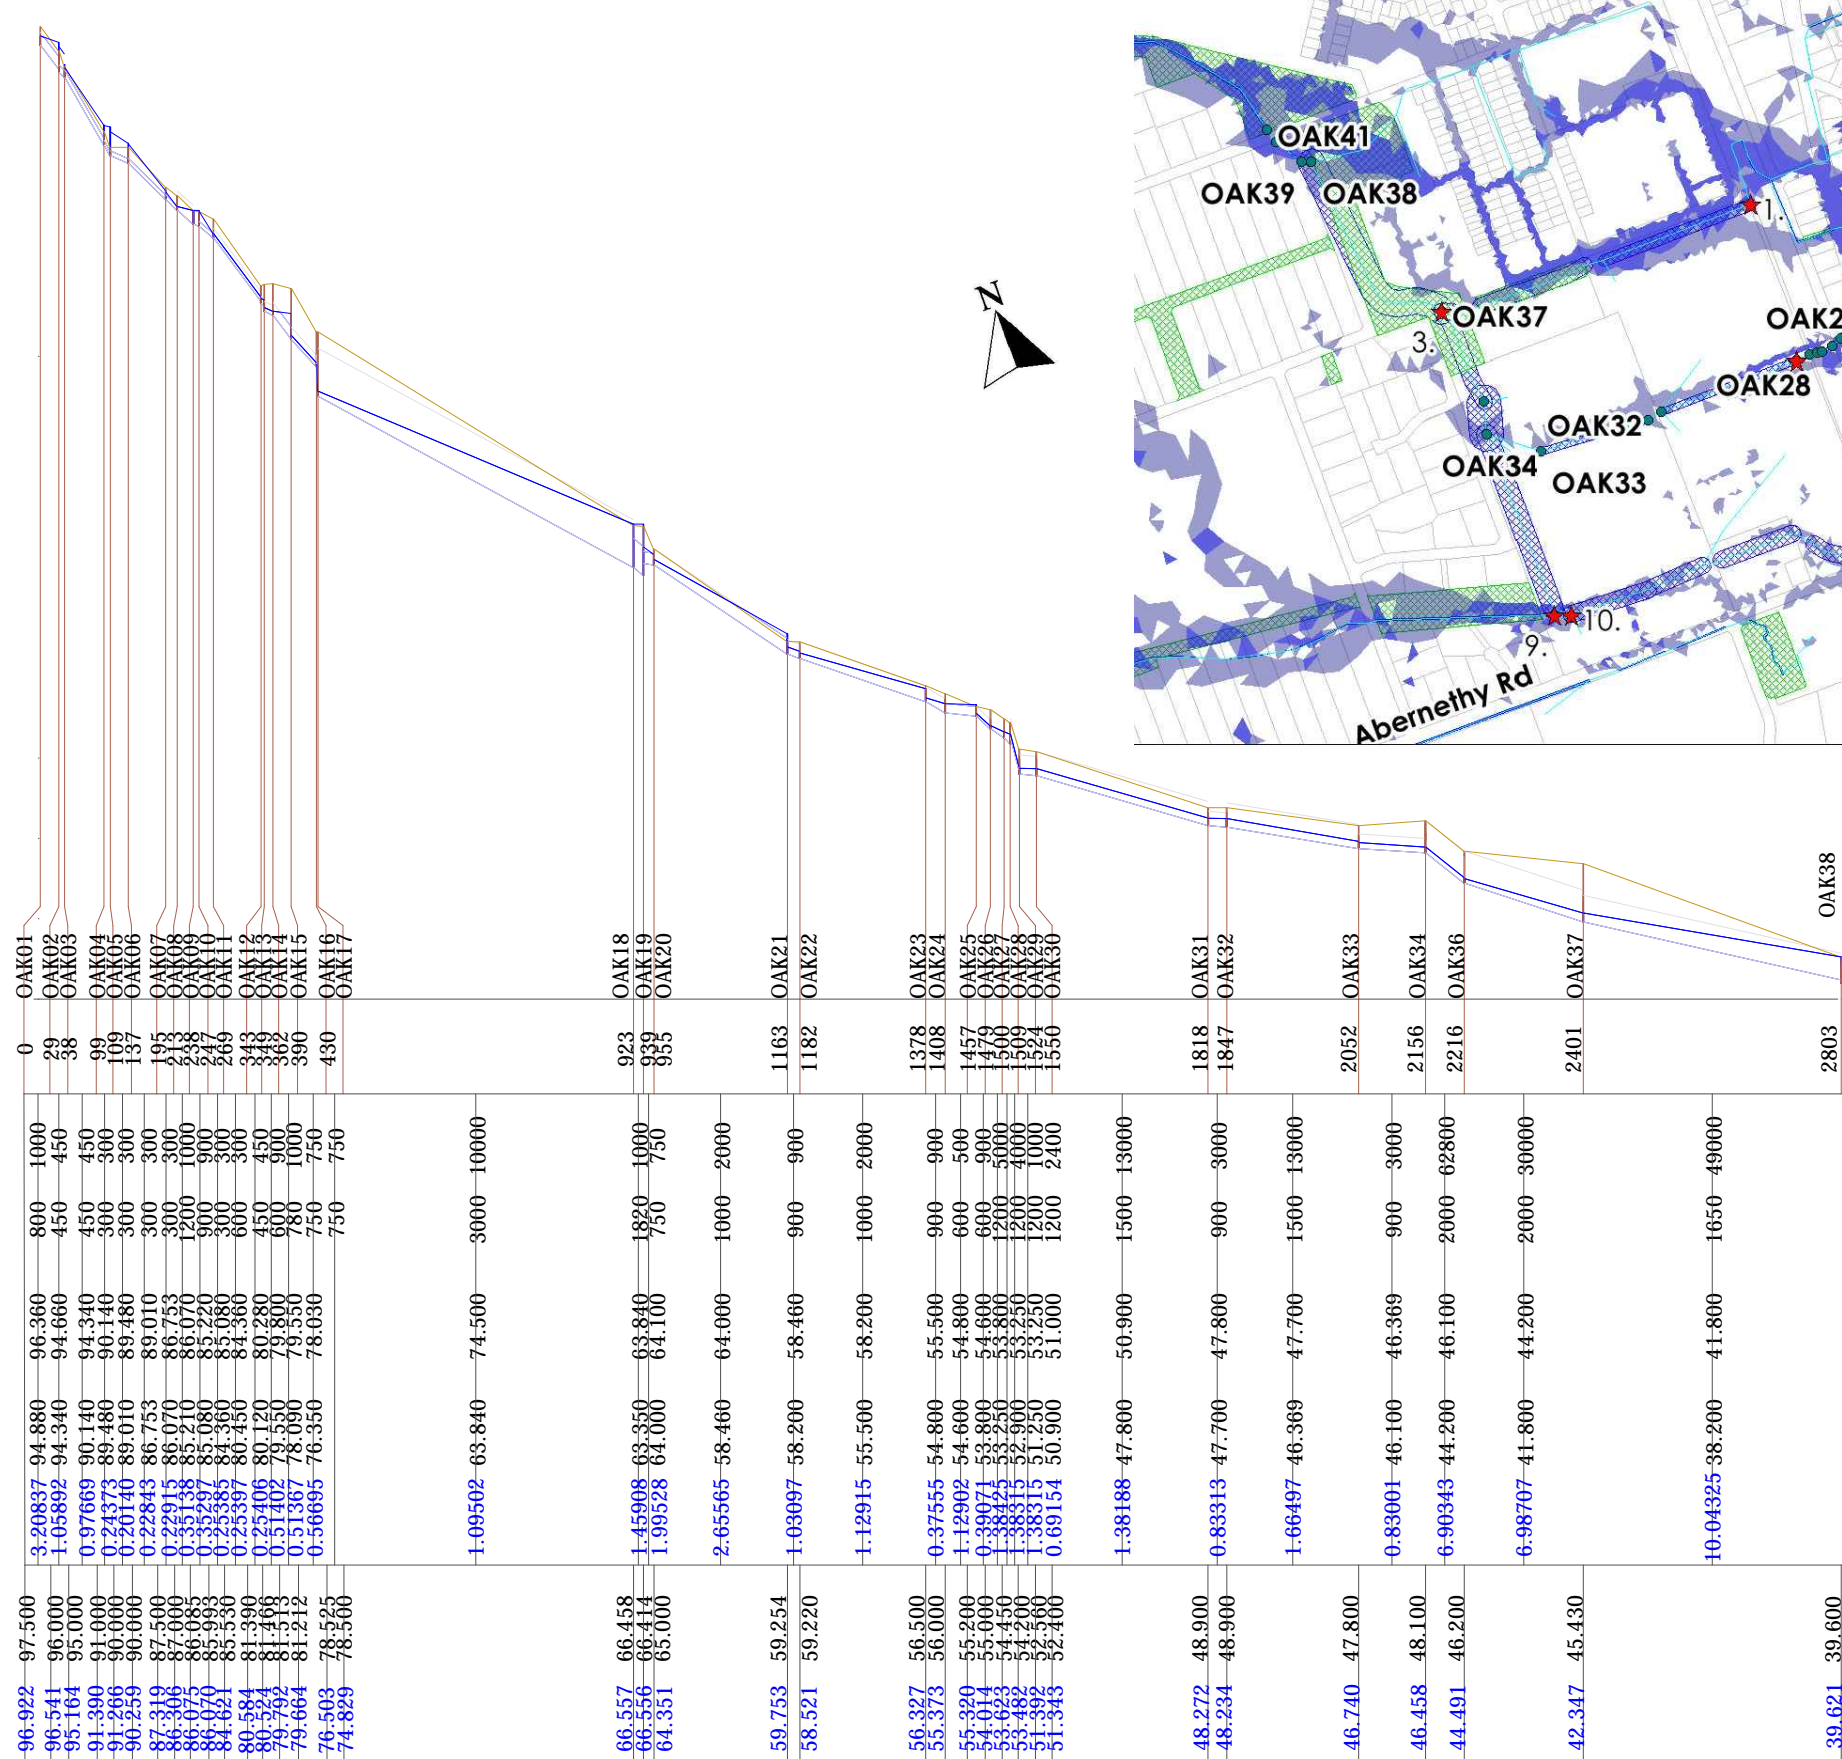 OAK41
OAK39 OAK38
1.
OAK37
3.
OAK2
OAK28
OAK32
OAK34
OAK33
10.
9.
Abernethy Rd
N
OAK01 OAK02 OAK03 OAK04 OAK05 OAK06 OAK07 OAK08 OAK09 OAK10 OAK11 OAK12 OAK13 OAK14 OAK15 OAK16 OAK17 OAK18 OAK19 OAK20 OAK21 OAK22 OAK23 OAK24 OAK25 OAK26 OAK27 OAK28 OAK29 OAK30 OAK31 OAK32 OAK33 OAK34 OAK36 OAK37 OAK38
0 29 38 99 109 137 195 213 238 247 269 343 349 362 390 430 923 939 955 1163 1182 1378 1408 1457 1479 1500 1509 1524 1550 1818 1847 2052 2156 2216 2401 2803
1000 450 450 300 300 300 300 1000 900 300 300 450 900 1000 750 750 10000 1000 750 2000 900 2000 900 500 900 5000 4000 1000 2400 13000 3000 13000 3000 62800 30000 49000
800 450 450 300 300 300 300 1200 900 300 600 450 600 780 750 750 3000 1820 750 1000 900 1000 900 600 600 1200 1200 1200 1200 1500 900 1500 900 2000 2000 1650
96.360 94.660 94.340 90.140 89.480 89.010 86.753 86.070 85.220 85.080 84.360 80.280 79.800 79.550 78.030 74.500 63.840 64.100 64.000 58.460 58.200 55.500 54.800 54.600 53.800 53.250 53.250 51.000 50.900 47.800 47.700 46.369 46.100 44.200 41.800
94.880 94.340 90.140 89.480 89.010 86.753 86.070 85.210 85.080 84.360 80.450 80.120 79.550 78.090 76.350 63.840 63.350 64.000 58.460 58.200 55.500 54.800 54.600 53.800 53.250 52.900 51.250 50.900 47.800 47.700 46.369 46.100 44.200 41.800 38.200
3.20837 1.05892 0.97669 0.24373 0.20140 0.22843 0.22915 0.35138 0.35297 0.25385 0.25397 0.25406 0.51402 0.51367 0.56695 1.09502 1.45908 1.99528 2.65565 1.03097 1.12915 0.37555 1.12902 0.39071 1.38425 1.38315 1.38315 0.69154 1.38188 0.83313 1.66497 0.83001 6.90343 6.98707 10.04325
97.500 96.000 95.000 91.000 90.000 90.000 87.500 87.000 86.085 85.993 85.530 81.390 81.466 81.513 81.212 78.525 78.500 66.458 66.414 65.000 59.254 59.220 56.500 56.000 55.200 55.000 54.450 54.200 52.560 52.400 48.900 48.900 47.800 48.100 46.200 45.430 39.600
96.922 96.541 95.164 91.390 91.266 90.259 87.319 86.306 86.075 86.070 84.621 80.584 80.524 79.792 79.664 76.503 74.829 66.557 66.556 64.351 59.753 58.521 56.327 55.373 55.320 54.014 53.623 53.482 51.392 51.343 48.272 48.234 46.740 46.458 44.491 42.347 39.621